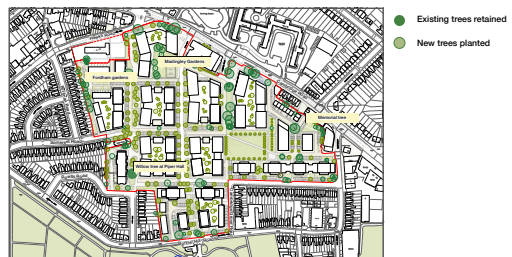 Existing trees retained
New trees planted
Madingley Gardens
Fordham gardens
Memorial tree
Willow tree at Piper Hall